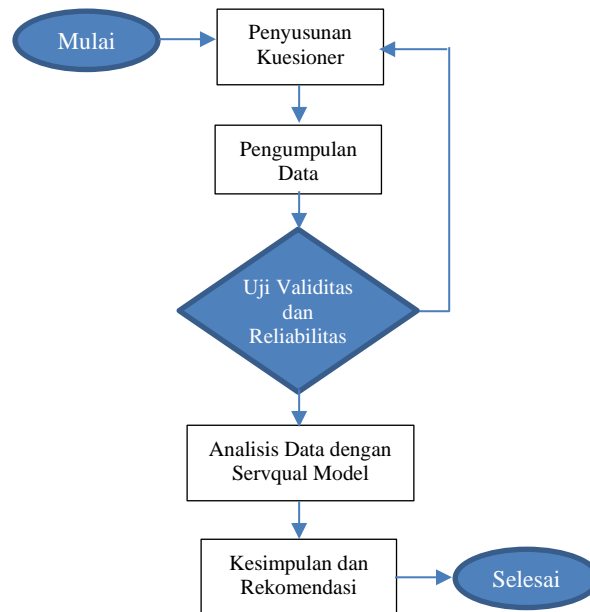 Mulai
Penyusunan
Kuesioner
Pengumpulan
Data
Uji Validitas
dan
Reliabilitas
Analisis Data dengan
Servqual Model
Kesimpulan dan
Rekomendasi
Selesai